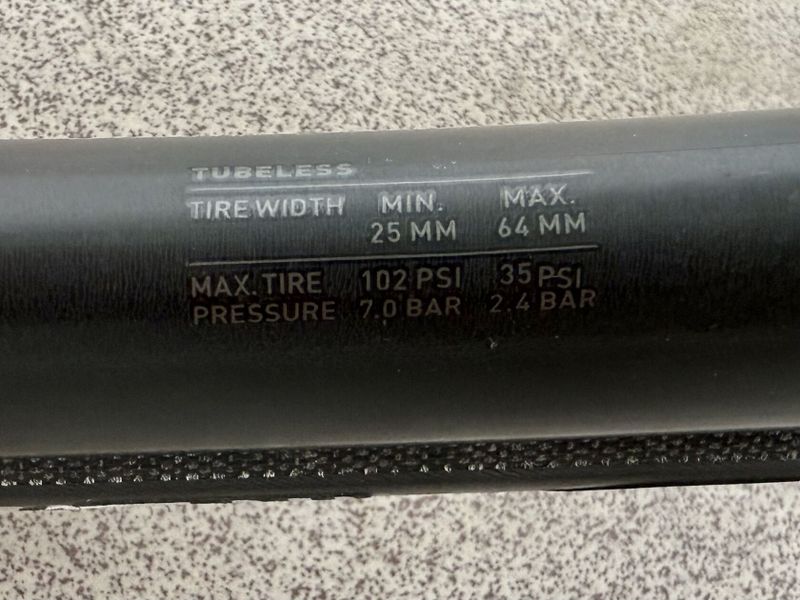 TUBELESS
TIRE WIDTH MIN. MAX.
25 MM 64 MM
MAX. TIRE 102 PSI 35 PSI
PRESSURE 7.0 BAR 2.4 BAR